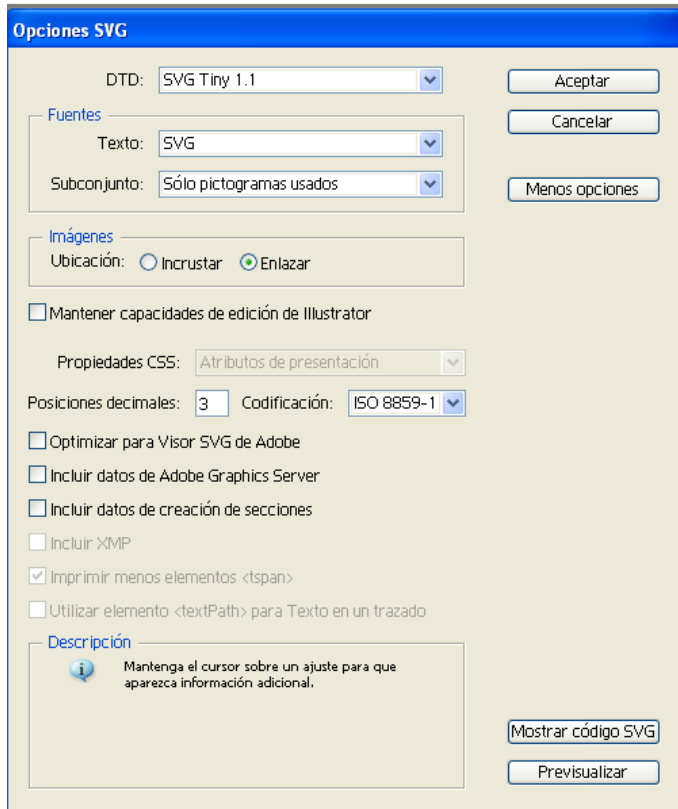 Opciones SVG
DTD: SVG Tiny 1.1
Aceptar
Fuentes
Cancelar
Texto: SVG
Subconjunto: Sólo pictogramas usados
Menos opciones
Imágenes
Ubicación: Incrustar Enlazar
Mantener capacidades de edición de Illustrator
Propiedades CSS: Atributos de presentación
Posiciones decimales: 3 Codificación: ISO 8859-1
Optimizar para Visor SVG de Adobe
Incluir datos de Adobe Graphics Server
Incluir datos de creación de secciones
Incluir XMP
Imprimir menos elementos <tspan>
Utilizar elemento <textPath> para Texto en un trazado
Descripción
Mantenga el cursor sobre un ajuste para que
aparezca información adicional.
Mostrar código SVG
Previsualizar